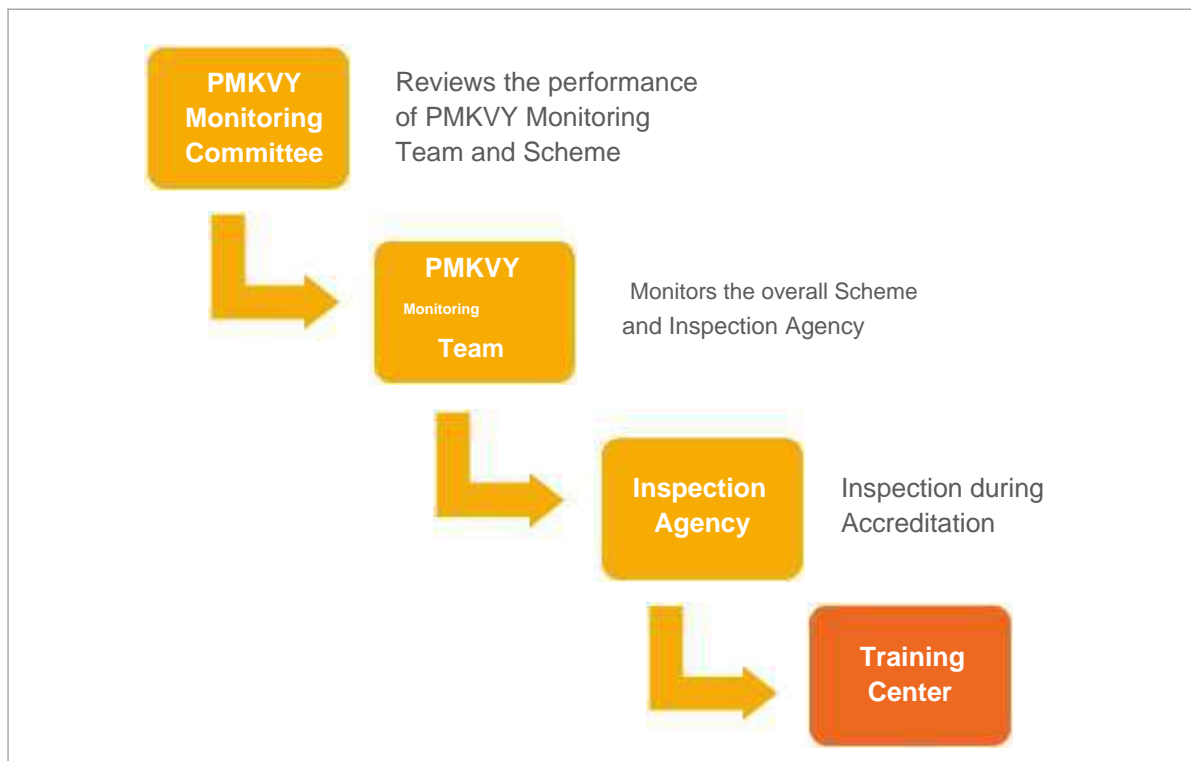 PMKVY
Monitoring
Committee
Reviews the performance
of PMKVY Monitoring
Team and Scheme
PMKVY
Monitoring
Team
Monitors the overall Scheme
and Inspection Agency
Inspection
Agency
Inspection during
Accreditation
Training
Center